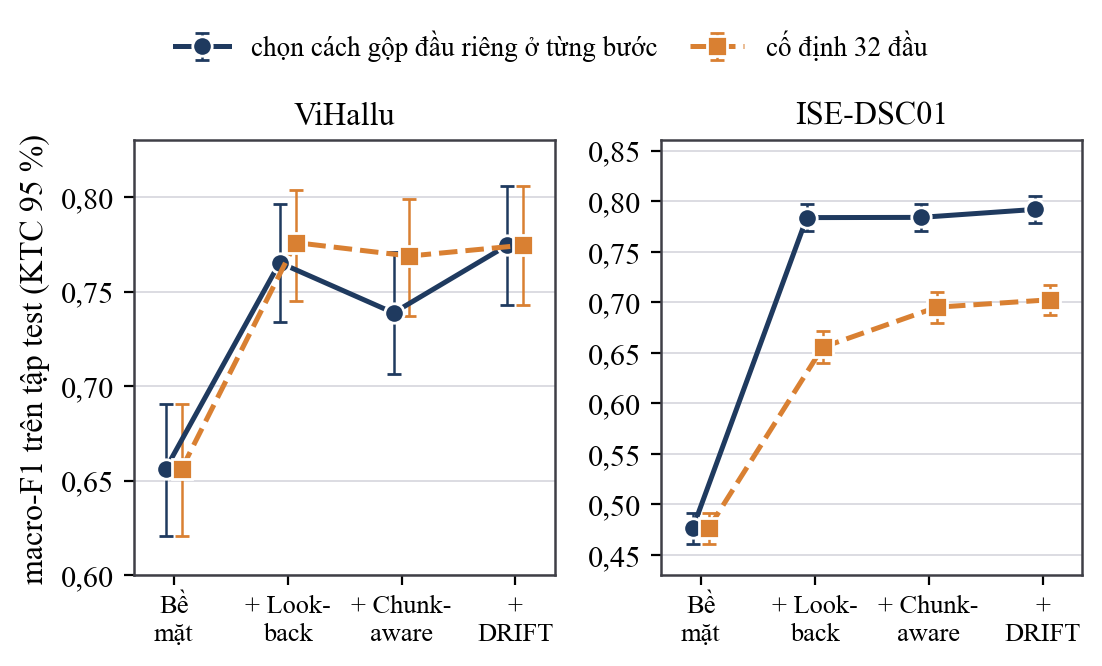 chọn cách gộp đầu riêng ở từng bước
cố định 32 đầu
ViHallu
ISE-DSC01
macro-F1 trên tập test (KTC 95 %)
0,80
0,75
0,70
0,65
0,60
Bề
mặt
+ Look-
back
+ Chunk-
aware
+
DRIFT
0,85
0,80
0,75
0,70
0,65
0,60
0,55
0,50
0,45
Bề
mặt
+ Look-
back
+ Chunk-
aware
+
DRIFT